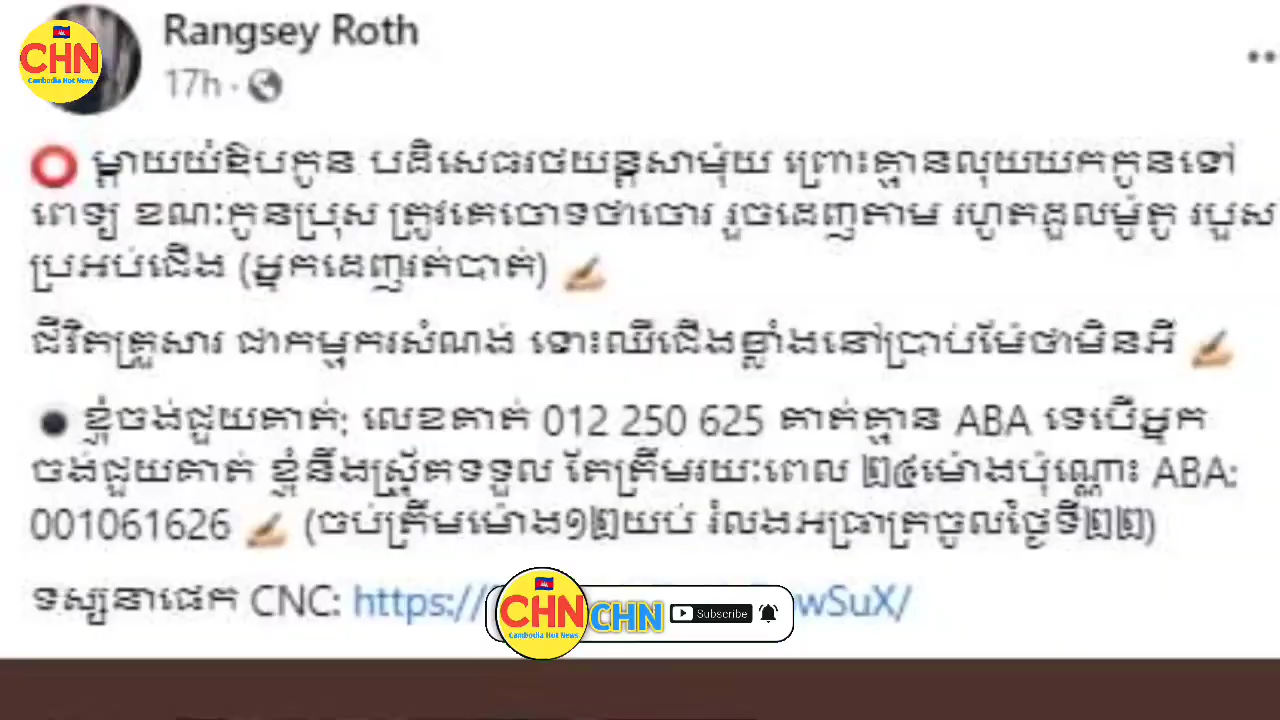 CHN
Cambodia Hot News
Rangsey Roth
17h
ម្តាយយំឱបកូន បដិសេធរថយន្តសាមុ៉យ ព្រោះគ្មានលុយយកកូនទៅ
ពេទ្យ ខណៈកូនប្រុស ត្រូវគេចោទថាចោរ រួចដេញតាម រហូតដួលម៉ូតូ របួស
ប្រអប់ជើង (អ្នកដេញរត់បាត់)
ជីវិតគ្រួសារ ជាកម្មករសំណង់ ទោះឈឺជើងខ្លាំងនៅប្រាប់ម៉ែថាមិនអី
ខ្ញុំចង់ជួយគាត់; លេខគាត់ 012 250 625 គាត់គ្មាន ABA ទេបើអ្នក
ចង់ជួយគាត់ ខ្ញុំនឹងស្ម័គ្រទទួល តែត្រឹមរយៈពេល ២៤ម៉ោងប៉ុណ្ណោះ ABA:
001061626 (ចប់ត្រឹមម៉ោង១២យប់ រំលងអធ្រាត្រចូលថ្ងៃទី២២)
ទស្សនាផេក CNC: https:// wSuX/
CHN
Cambodia Hot News
CHN
Subscribe